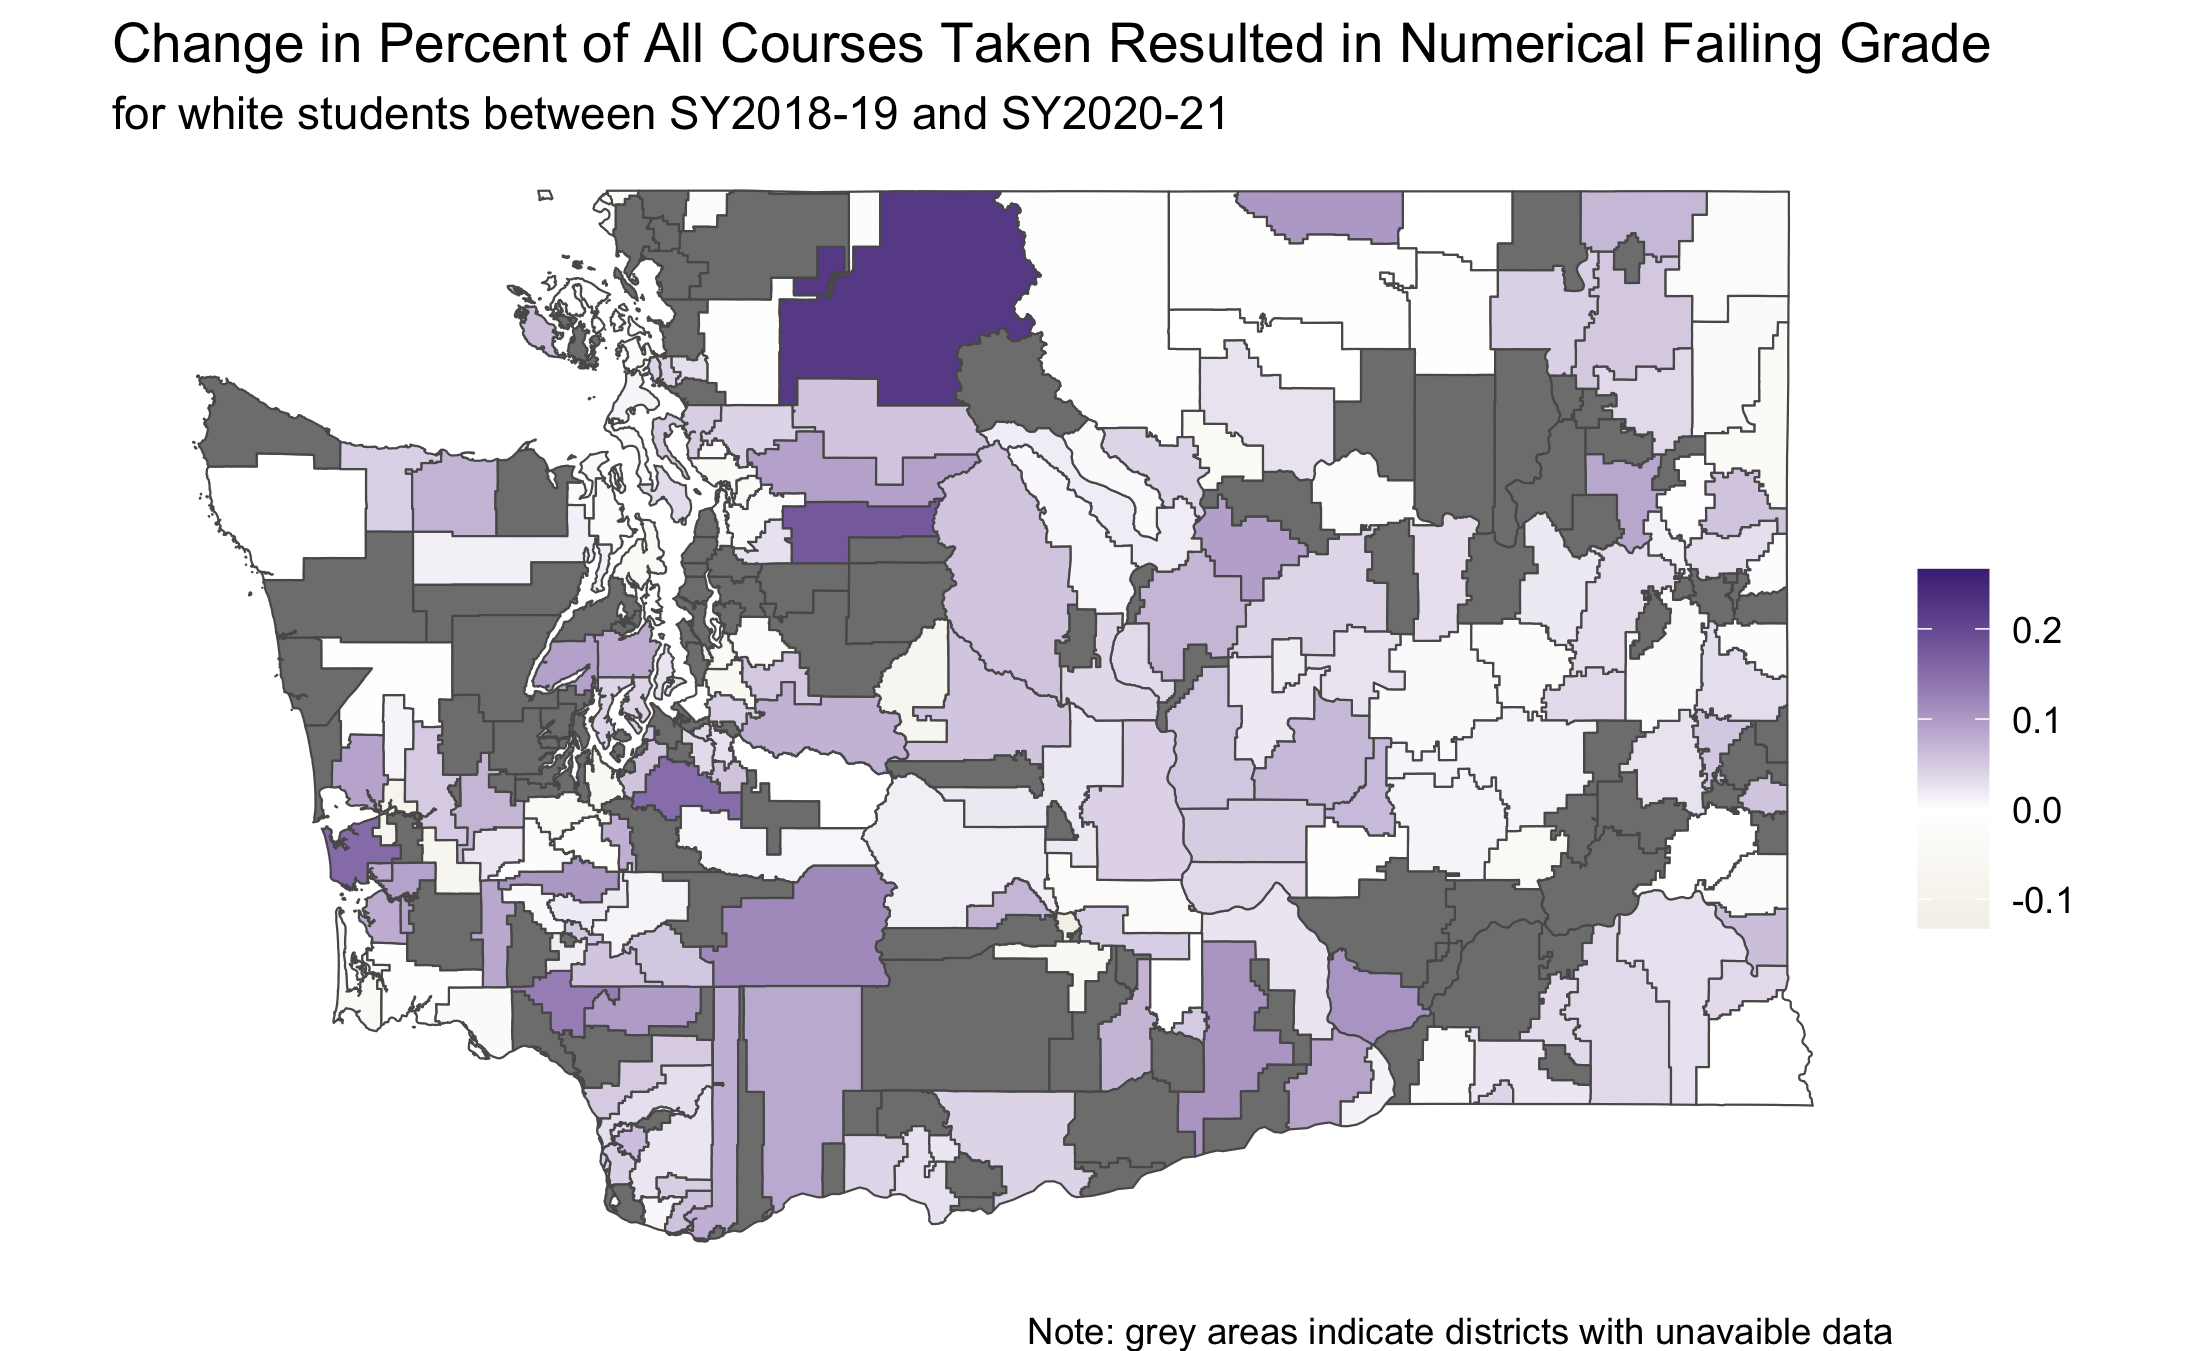 Change in Percent of All Courses Taken Resulted in Numerical Failing Grade
for white students between SY2018-19 and SY2020-21
0.2
0.1
0.0
-0.1
Note: grey areas indicate districts with unavaible data